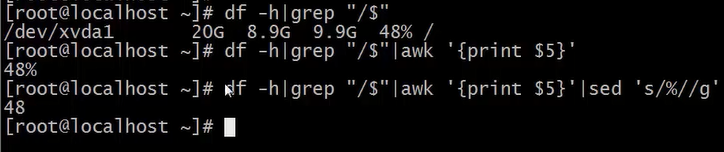 [root@localhost ~]# df -h|grep "/$"
/dev/xvda1       20G  8.9G  9.9G  48% /
[root@localhost ~]# df -h|grep "/$"|awk '{print $5}'
48%
[root@localhost ~]# df -h|grep "/$"|awk '{print $5}'|sed 's/%//g'
48
[root@localhost ~]#